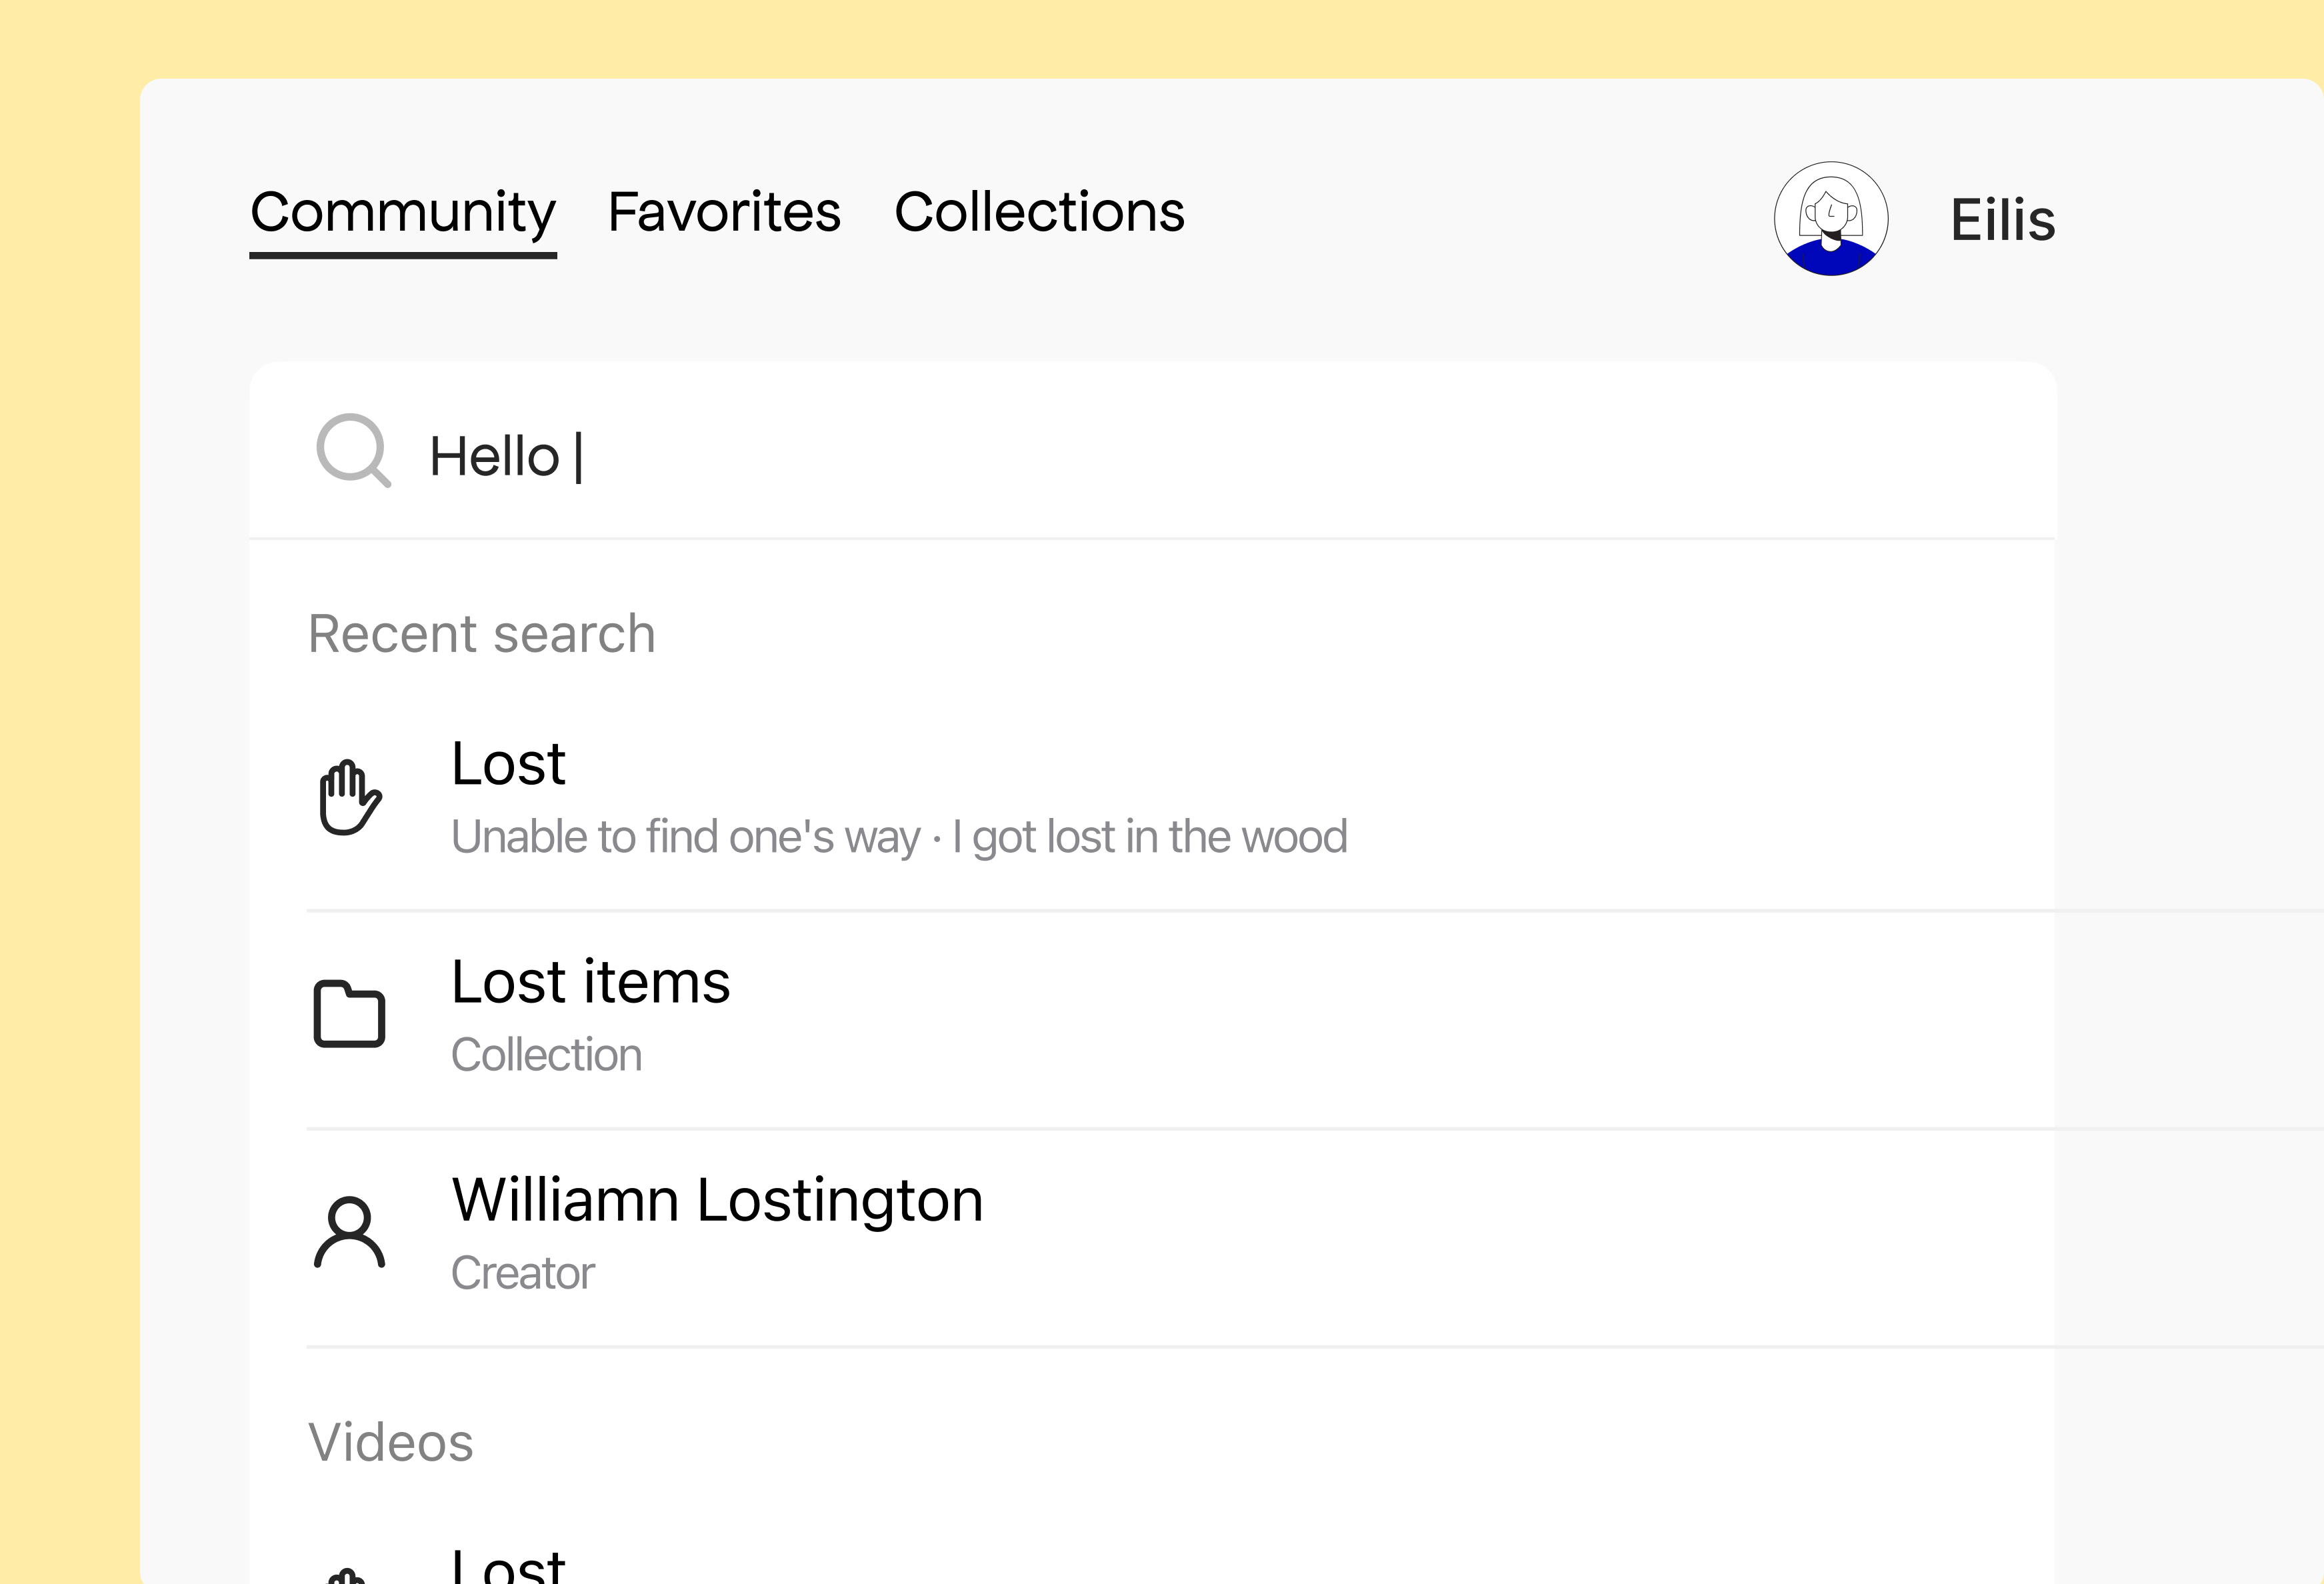 Community Favorites Collections Eilis
Hello |
Recent search
Lost
Unable to find one's way · I got lost in the wood
Lost items
Collection
Williamn Lostington
Creator
Videos
Lost